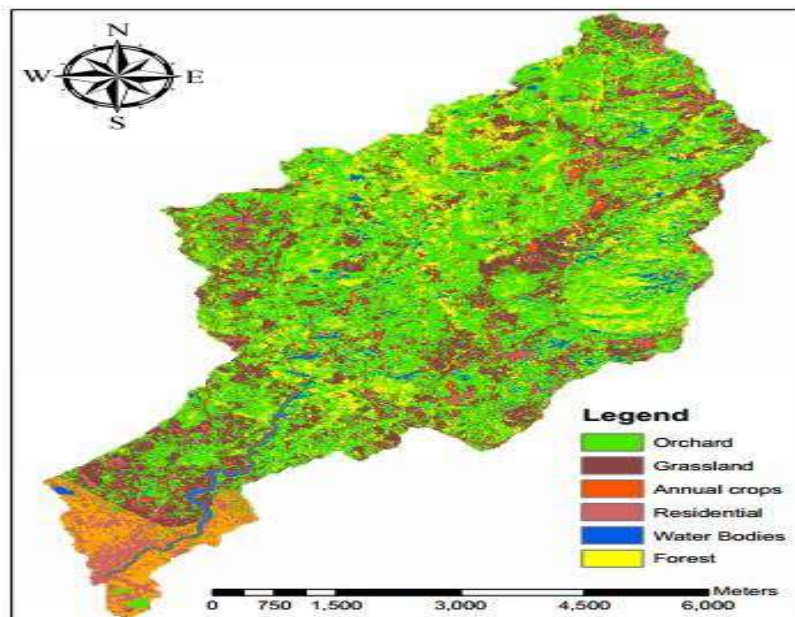 N
W E
S
Legend
Orchard
Grassland
Annual crops
Residential
Water Bodies
Forest
Meters
0 750 1,500 3,000 4,500 6,000